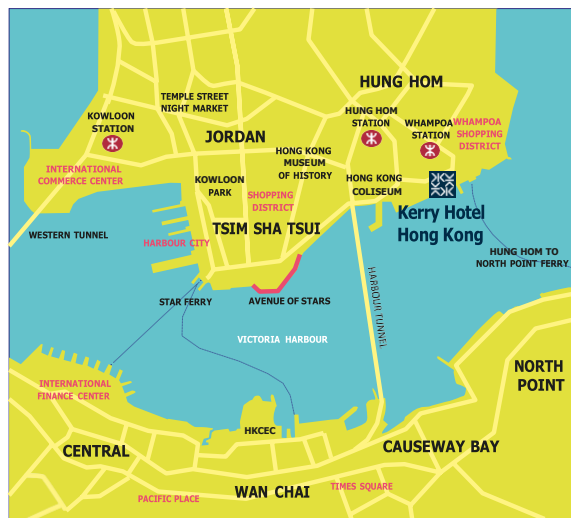 HUNG HOM
TEMPLE STREET
NIGHT MARKET
KOWLOON
STATION
HUNG HOM
STATION
WHAMPOA
STATION
WHAMPOA
SHOPPING
DISTRICT
JORDAN
HONG KONG
MUSEUM
OF HISTORY
INTERNATIONAL
COMMERCE CENTER
KOWLOON
PARK
SHOPPING
DISTRICT
HONG KONG
COLISEUM
Kerry Hotel
Hong Kong
TSIM SHA TSUI
WESTERN TUNNEL
HARBOUR CITY
HUNG HOM TO
NORTH POINT FERRY
HARBOUR TUNNEL
STAR FERRY
AVENUE OF STARS
VICTORIA HARBOUR
NORTH
POINT
INTERNATIONAL
FINANCE CENTER
HKCEC
CENTRAL
CAUSEWAY BAY
WAN CHAI
TIMES SQUARE
PACIFIC PLACE